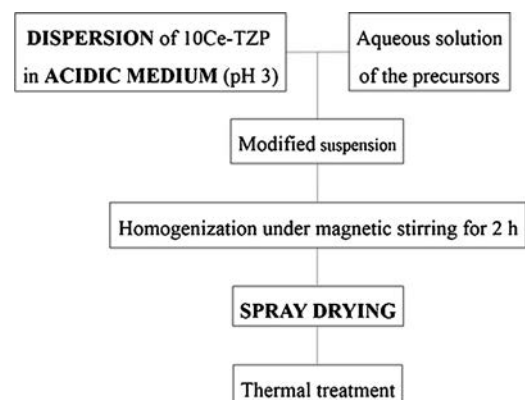 DISPERSION of 10Ce-TZP
in ACIDIC MEDIUM (pH 3)
Aqueous solution
of the precursors
Modified suspension
Homogenization under magnetic stirring for 2 h
SPRAY DRYING
Thermal treatment